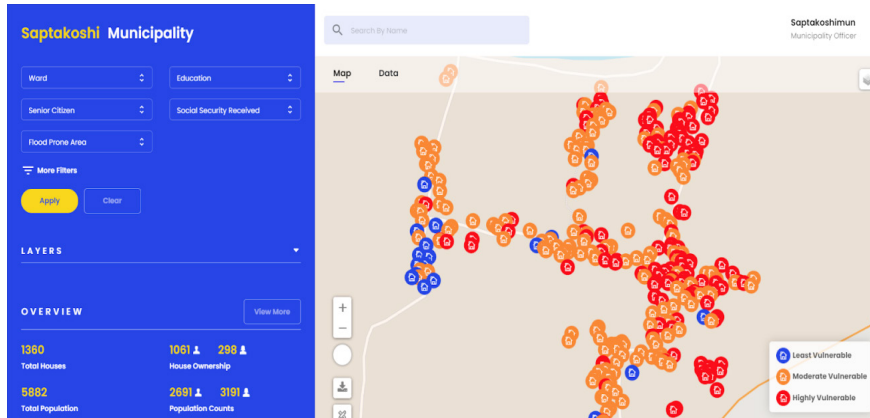 Saptakoshi Municipality
Search By Name
Saptakoshimun
Municipality Officer
Ward
Education
Senior Citizen
Social Security Received
Flood Prone Area
More Filters
Apply
Clear
LAYERS
OVERVIEW
View More
1360
Total Houses
1061 298
House Ownership
5882
Total Population
2691 3191
Population Counts
Map
Data
+
−
Least Vulnerable
Moderate Vulnerable
Highly Vulnerable